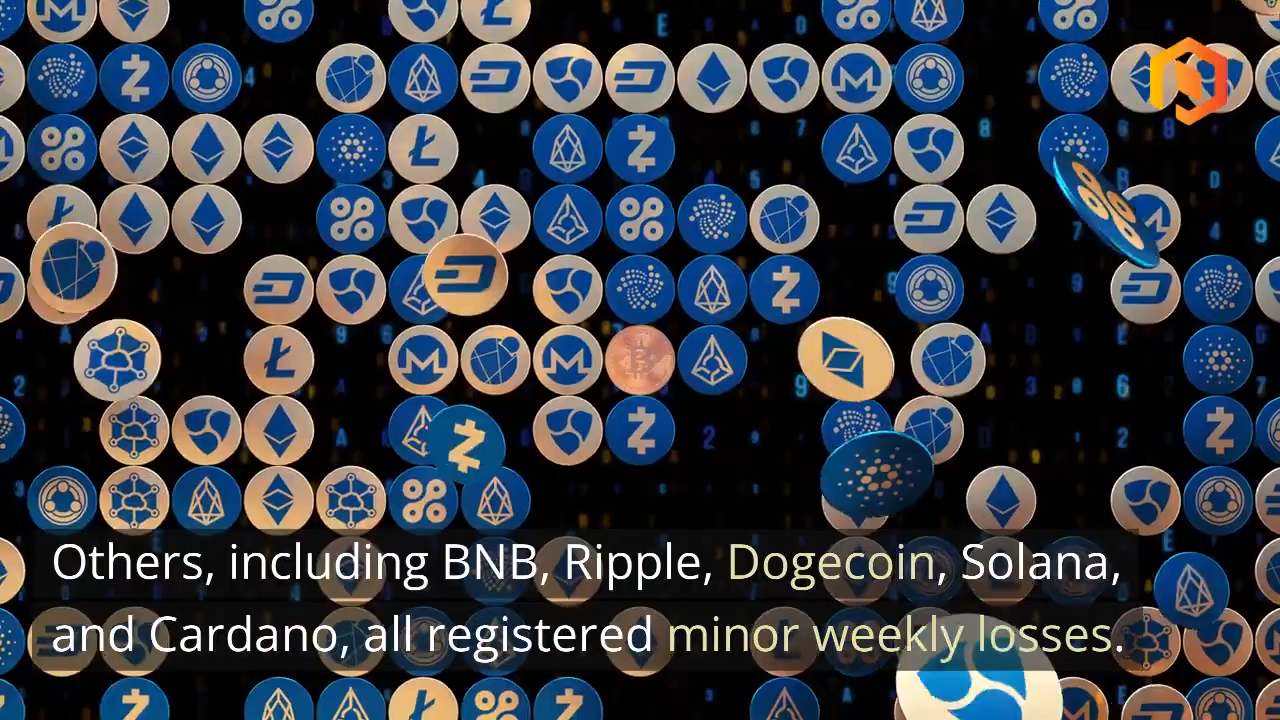 Others, including BNB, Ripple, Dogecoin, Solana,
and Cardano, all registered minor weekly losses.